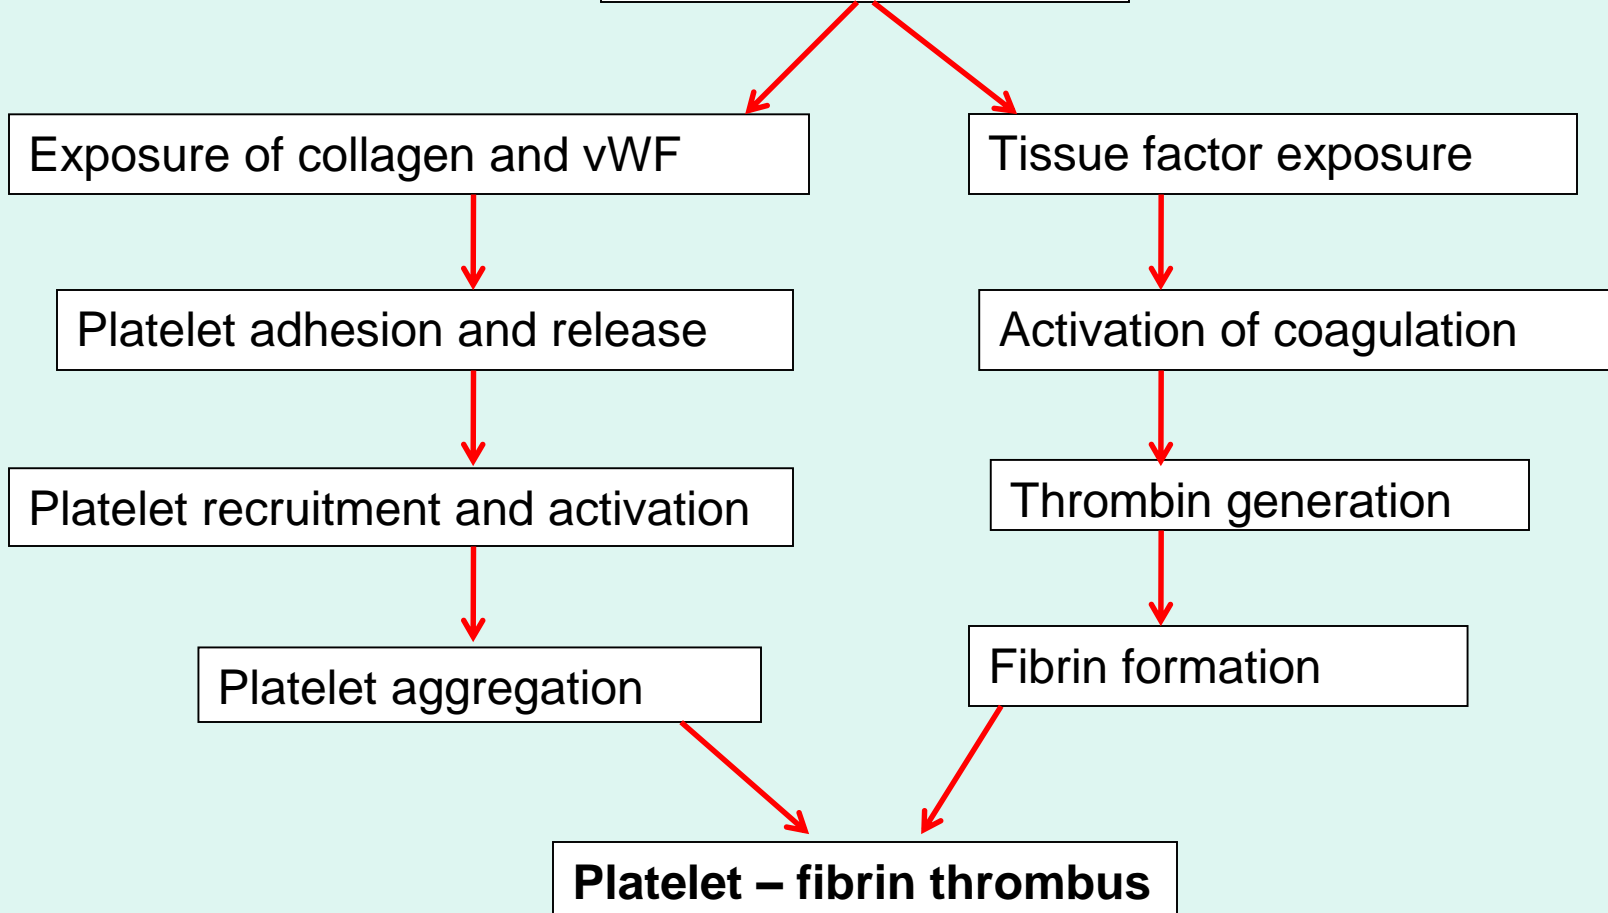 Exposure of collagen and vWF
Tissue factor exposure
Platelet adhesion and release
Activation of coagulation
Platelet recruitment and activation
Thrombin generation
Platelet aggregation
Fibrin formation
Platelet – fibrin thrombus